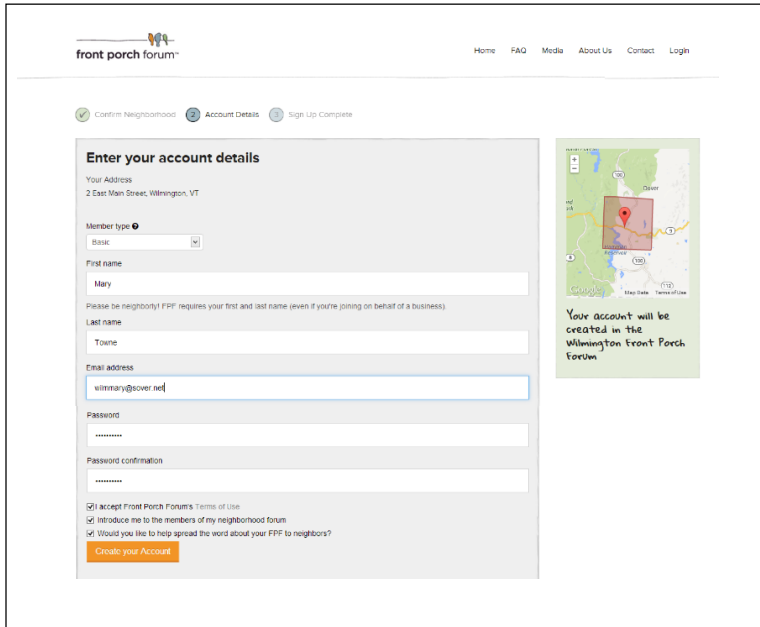 front porch forum
Home FAQ Media About Us Contact Login
Confirm Neighborhood 2 Account Details 3 Sign Up Complete
Enter your account details
Your Address
2 East Main Street, Wilmington, VT
Member type
Basic
First name
Mary
Please be neighborly! FPF requires your first and last name (even if you're joining on behalf of a business).
Last name
Towne
Email address
wilmmary@sover.net
Password
••••••••••
Password confirmation
••••••••••
I accept Front Porch Forum's Terms of Use
Introduce me to the members of my neighborhood forum
Would you like to help spread the word about your FPF to neighbors?
Create your Account
+
−
100
Dover
9
8
100
112
Google
Map Data Terms of Use
Your account will be
created in the
Wilmington Front Porch
Forum